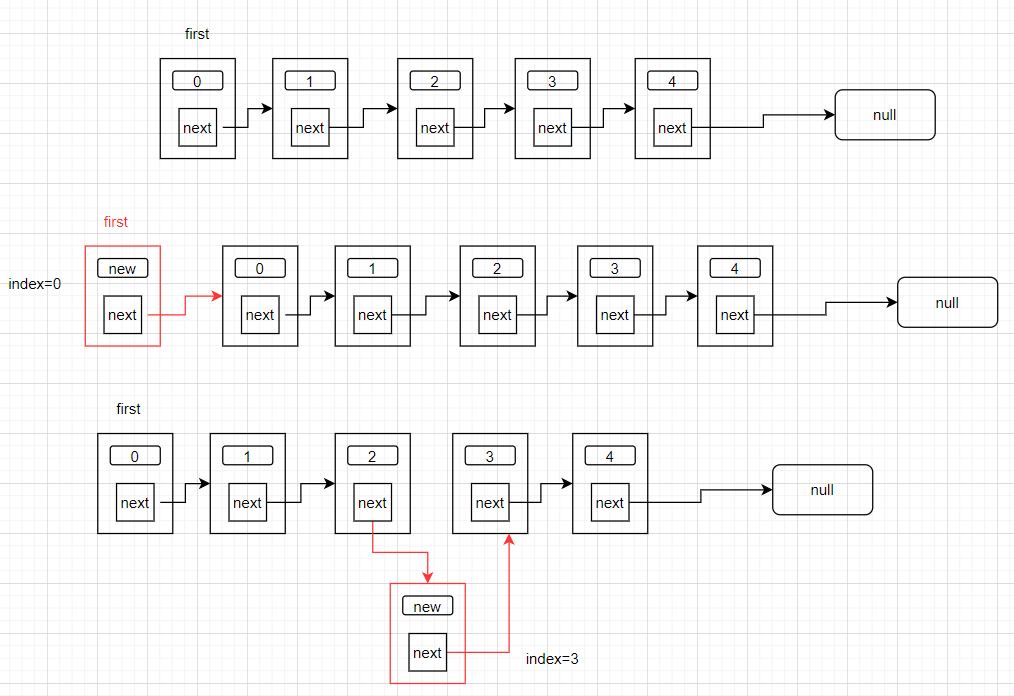 first
0 1 2 3 4
next next next next next null
first
new 0 1 2 3 4
index=0
next next next next next next null
first
0 1 2 3 4
next next next next next null
new
next index=3